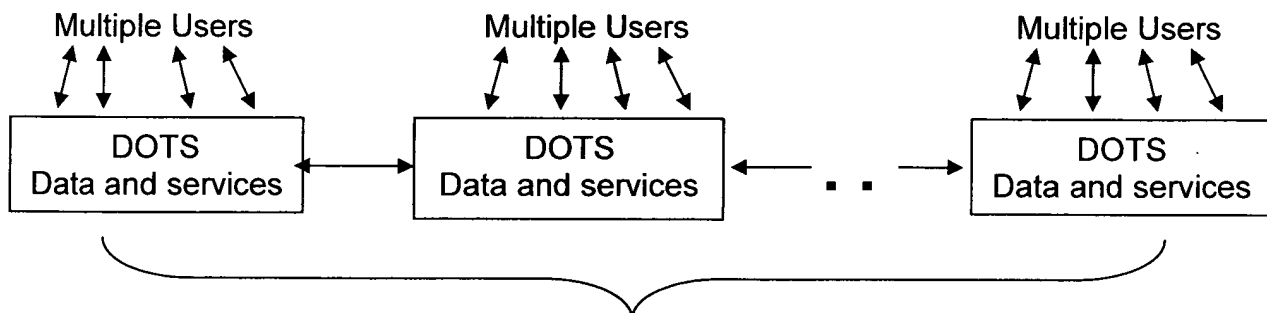 Multiple Users
Multiple Users
Multiple Users
DOTS
Data and services
DOTS
Data and services
DOTS
Data and services